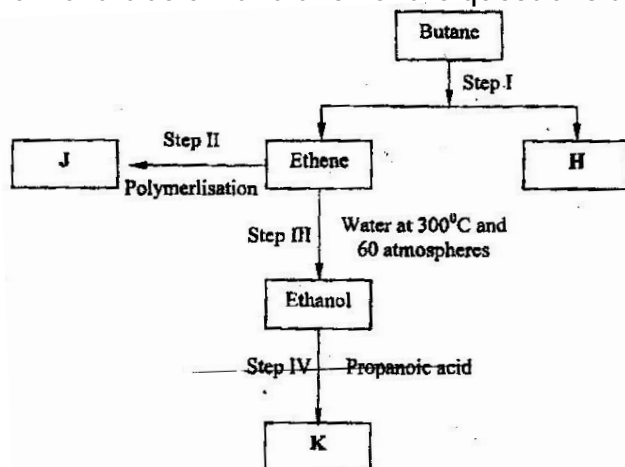 Butane
Step I
Step II
J
Ethene
H
Polymerlisation
Water at 300⁰C and
Step III
60 atmospheres
Ethanol
Step IV Propanoic acid
K